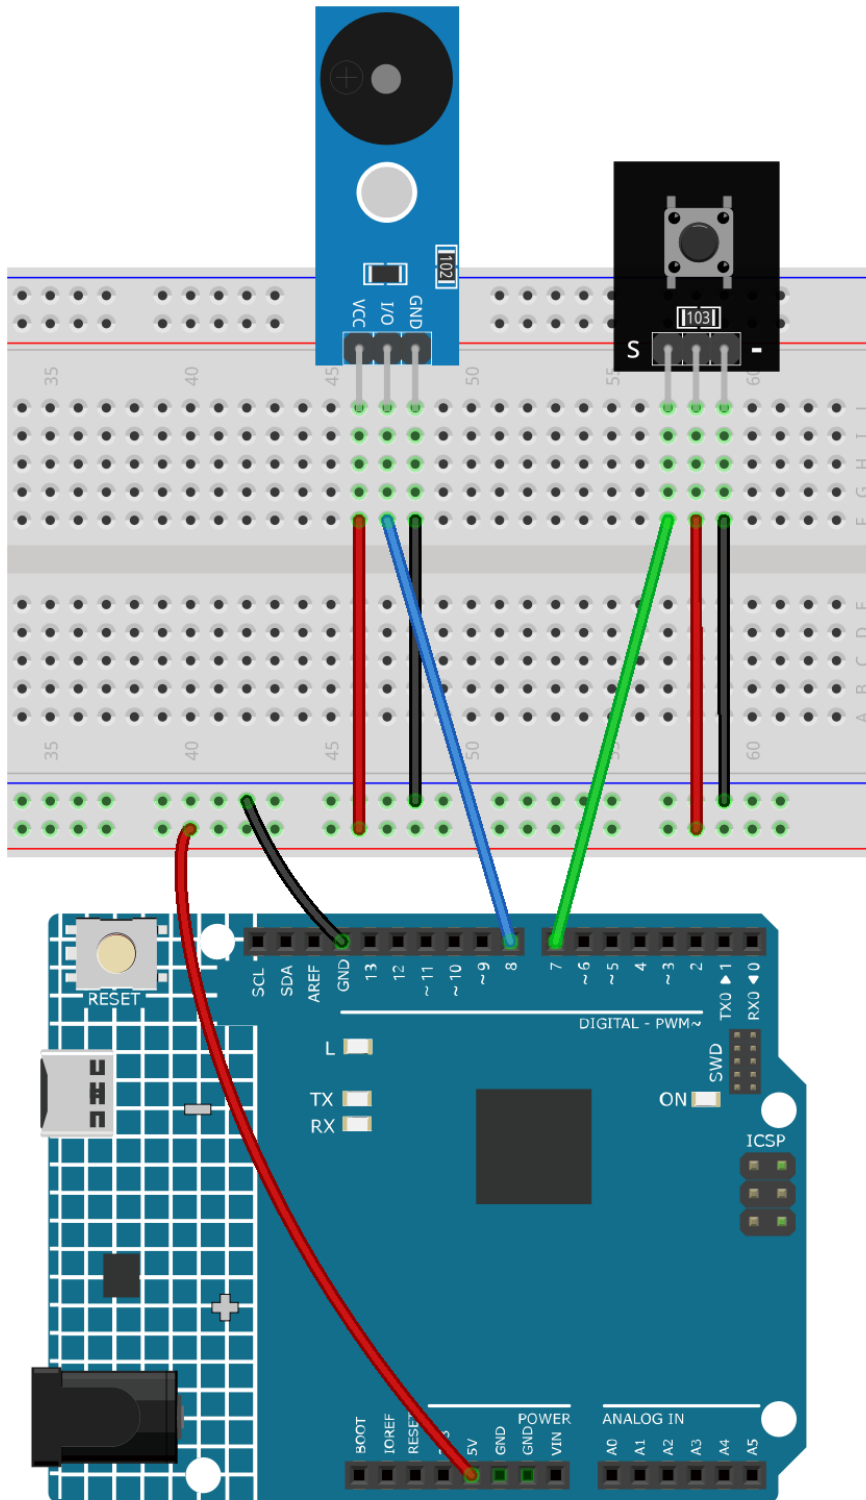 102
VCC
I/O
GND
103
S
-
35
40
45
50
55
60
J
I
H
G
F
E
D
C
B
A
35
40
45
50
55
60
SCL
SDA
AREF
GND
13
12
~11
~10
~9
8
7
~6
~5
4
~3
2
TX0 ▶ 1
RX0 ◀ 0
RESET
DIGITAL - PWM~
L
TX
RX
ON
SWD
ICSP
POWER
ANALOG IN
BOOT
IOREF
RESET
5V
GND
GND
VIN
A0
A1
A2
A3
A4
A5